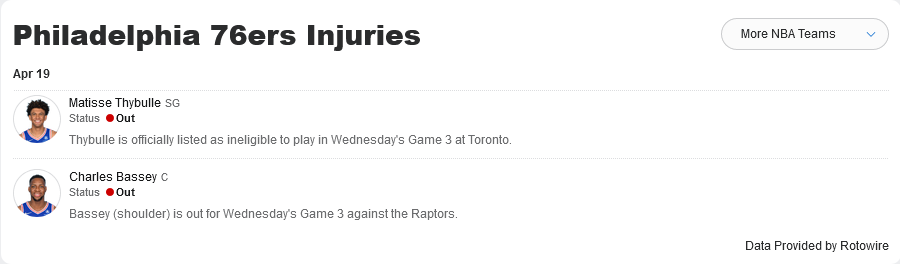 Philadelphia 76ers Injuries
More NBA Teams
Apr 19
Matisse Thybulle SG
Status Out
Thybulle is officially listed as ineligible to play in Wednesday's Game 3 at Toronto.
Charles Bassey C
Status Out
Bassey (shoulder) is out for Wednesday's Game 3 against the Raptors.
Data Provided by Rotowire